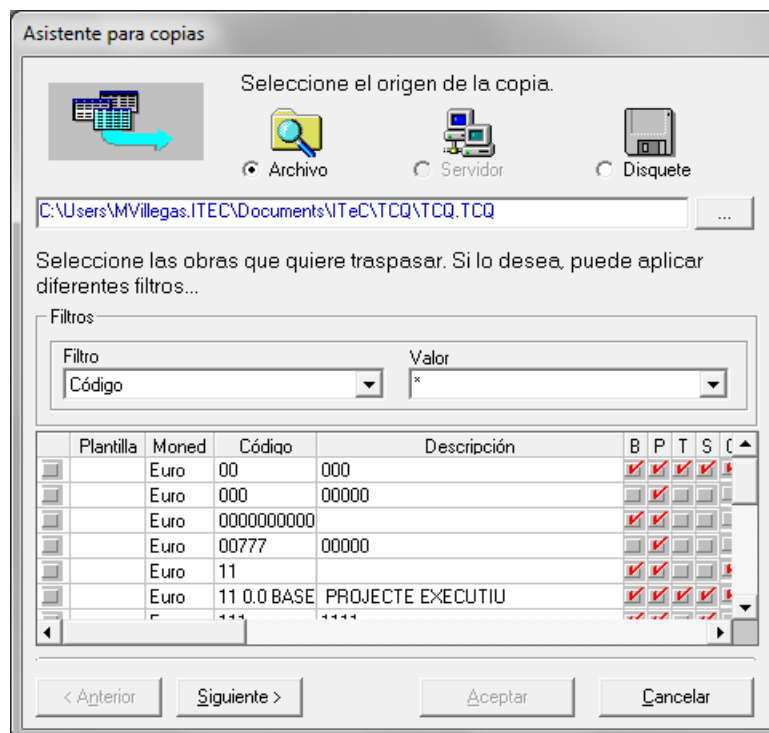 Asistente para copias
Seleccione el origen de la copia.
Archivo Servidor Disquete
C:\Users\MVillegas.ITEC\Documents\ITeC\TCQ\TCQ.TCQ ...
Seleccione las obras que quiere traspasar. Si lo desea, puede aplicar
diferentes filtros...
Filtros
Filtro Valor
Código *
Plantilla Moned Código Descripción B P T S
Euro 00 000
Euro 000 00000
Euro 0000000000
Euro 00777 00000
Euro 11
Euro 11 0.0 BASE PROJECTE EXECUTIU
111 1111
< Anterior Siguiente > Aceptar Cancelar